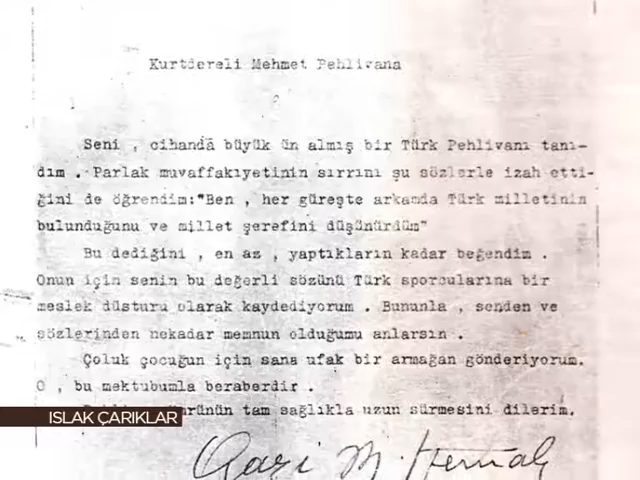 Kurtdereli Mehmet Pehlivana
Seni , cihanda büyük ün almış bir Türk Pehlivanı tanı-
dım . Parlak muvaffakıyetinin sırrını şu sözlerle izah etti-
ğini de öğrendim:"Ben , her güreşte arkamda Türk milletinin
bulunduğunu ve millet şerefini düşünürdüm"
Bu dediğini , en az , yaptıkların kadar beğendim .
Onun için senin bu değerli sözünü Türk sporcularına bir
meslek düsturu olarak kaydediyorum . Bununla , senden ve
sözlerinden nekadar memnun olduğumu anlarsın .
Çoluk çocuğun için sana ufak bir armağan gönderiyorum.
O , bu mektubumla beraberdir .
ünün tam sağlıkla uzun sürmesini dilerim.
ISLAK ÇARIKLAR
Gazi M. Kemal